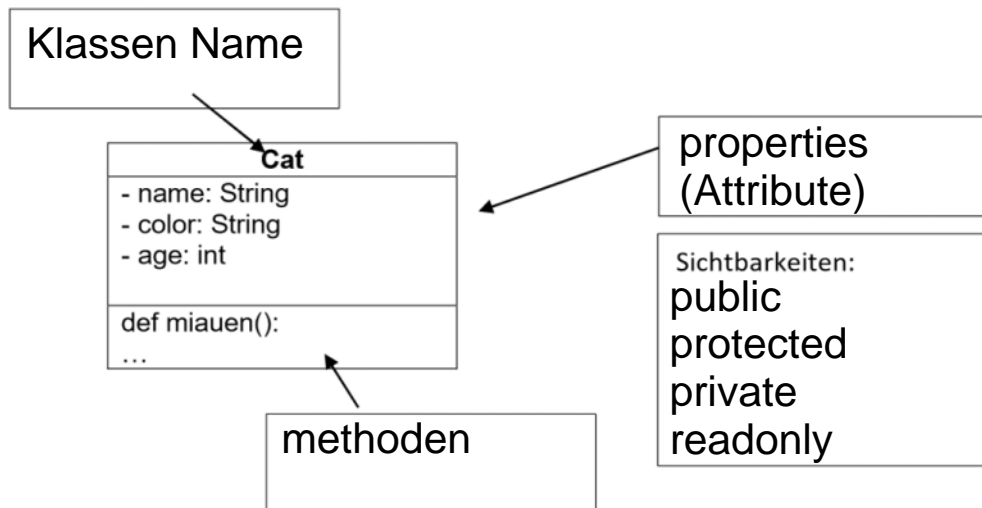 Klassen Name
Cat
- name: String
- color: String
- age: int
def miauen():
…
properties
(Attribute)
Sichtbarkeiten:
public
protected
private
readonly
methoden